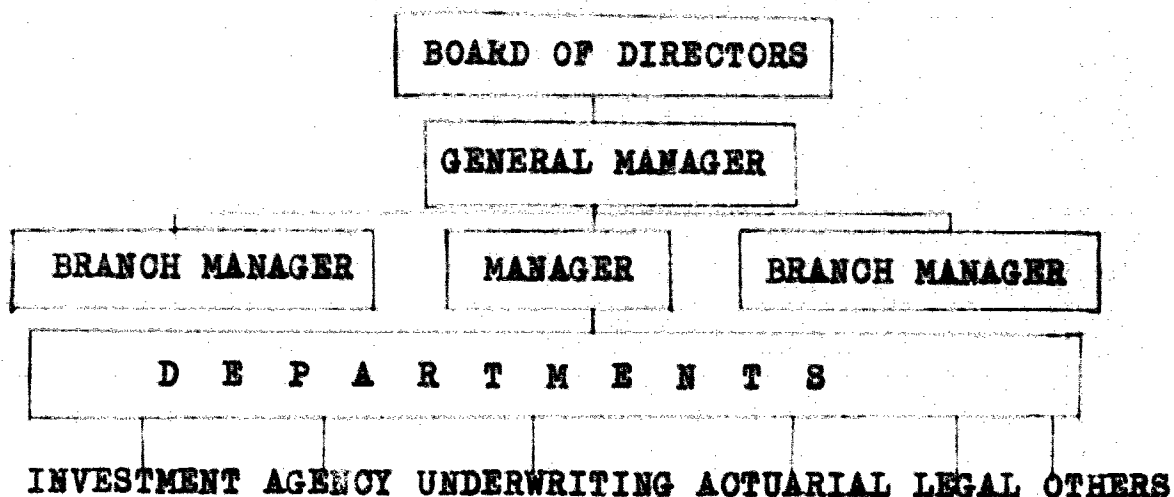 BOARD OF DIRECTORS
GENERAL MANAGER
BRANCH MANAGER MANAGER BRANCH MANAGER
D E P A R T M E N T S
INVESTMENT AGENCY UNDERWRITING ACTUARIAL LEGAL OTHERS